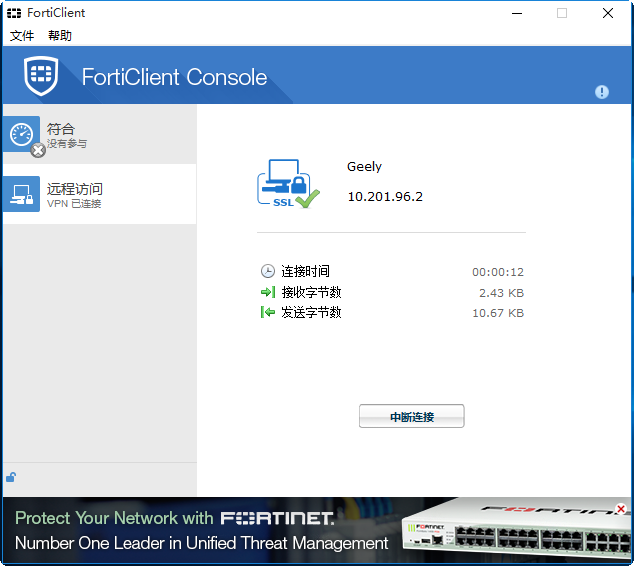 FortiClient
文件 帮助
FortiClient Console
符合
没有参与
远程访问
VPN 已连接
SSL
Geely
10.201.96.2
连接时间 00:00:12
接收字节数 2.43 KB
发送字节数 10.67 KB
中断连接
Protect Your Network with FORTINET.
Number One Leader in Unified Threat Management
FORTINET